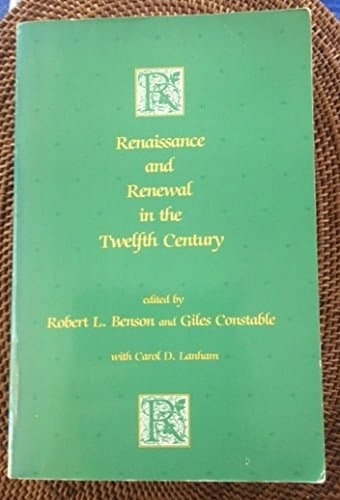 R
Renaissance
and
Renewal
in the
Twelfth Century
edited by
Robert L. Benson and Giles Constable
with Carol D. Lanham
R